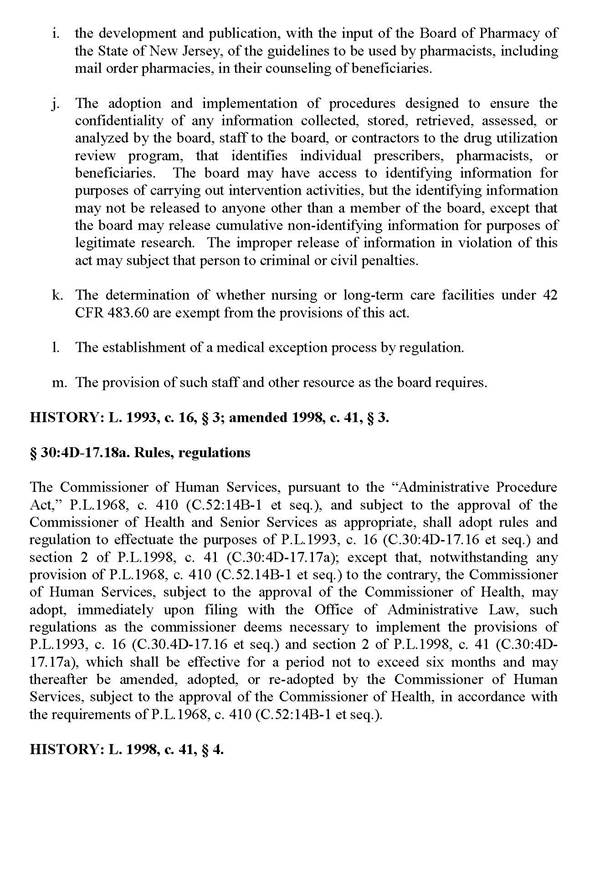 i. the development and publication, with the input of the Board of Pharmacy of
the State of New Jersey, of the guidelines to be used by pharmacists, including
mail order pharmacies, in their counseling of beneficiaries.
j. The adoption and implementation of procedures designed to ensure the
confidentiality of any information collected, stored, retrieved, assessed, or
analyzed by the board, staff to the board, or contractors to the drug utilization
review program, that identifies individual prescribers, pharmacists, or
beneficiaries. The board may have access to identifying information for
purposes of carrying out intervention activities, but the identifying information
may not be released to anyone other than a member of the board, except that
the board may release cumulative non-identifying information for purposes of
legitimate research. The improper release of information in violation of this
act may subject that person to criminal or civil penalties.
k. The determination of whether nursing or long-term care facilities under 42
CFR 483.60 are exempt from the provisions of this act.
l. The establishment of a medical exception process by regulation.
m. The provision of such staff and other resource as the board requires.
HISTORY: L. 1993, c. 16, § 3; amended 1998, c. 41, § 3.
§ 30:4D-17.18a. Rules, regulations
The Commissioner of Human Services, pursuant to the “Administrative Procedure
Act,” P.L.1968, c. 410 (C.52:14B-1 et seq.), and subject to the approval of the
Commissioner of Health and Senior Services as appropriate, shall adopt rules and
regulation to effectuate the purposes of P.L.1993, c. 16 (C.30:4D-17.16 et seq.) and
section 2 of P.L.1998, c. 41 (C.30:4D-17.17a); except that, notwithstanding any
provision of P.L.1968, c. 410 (C.52.14B-1 et seq.) to the contrary, the Commissioner
of Human Services, subject to the approval of the Commissioner of Health, may
adopt, immediately upon filing with the Office of Administrative Law, such
regulations as the commissioner deems necessary to implement the provisions of
P.L.1993, c. 16 (C.30.4D-17.16 et seq.) and section 2 of P.L.1998, c. 41 (C.30:4D-
17.17a), which shall be effective for a period not to exceed six months and may
thereafter be amended, adopted, or re-adopted by the Commissioner of Human
Services, subject to the approval of the Commissioner of Health, in accordance with
the requirements of P.L.1968, c. 410 (C.52:14B-1 et seq.).
HISTORY: L. 1998, c. 41, § 4.